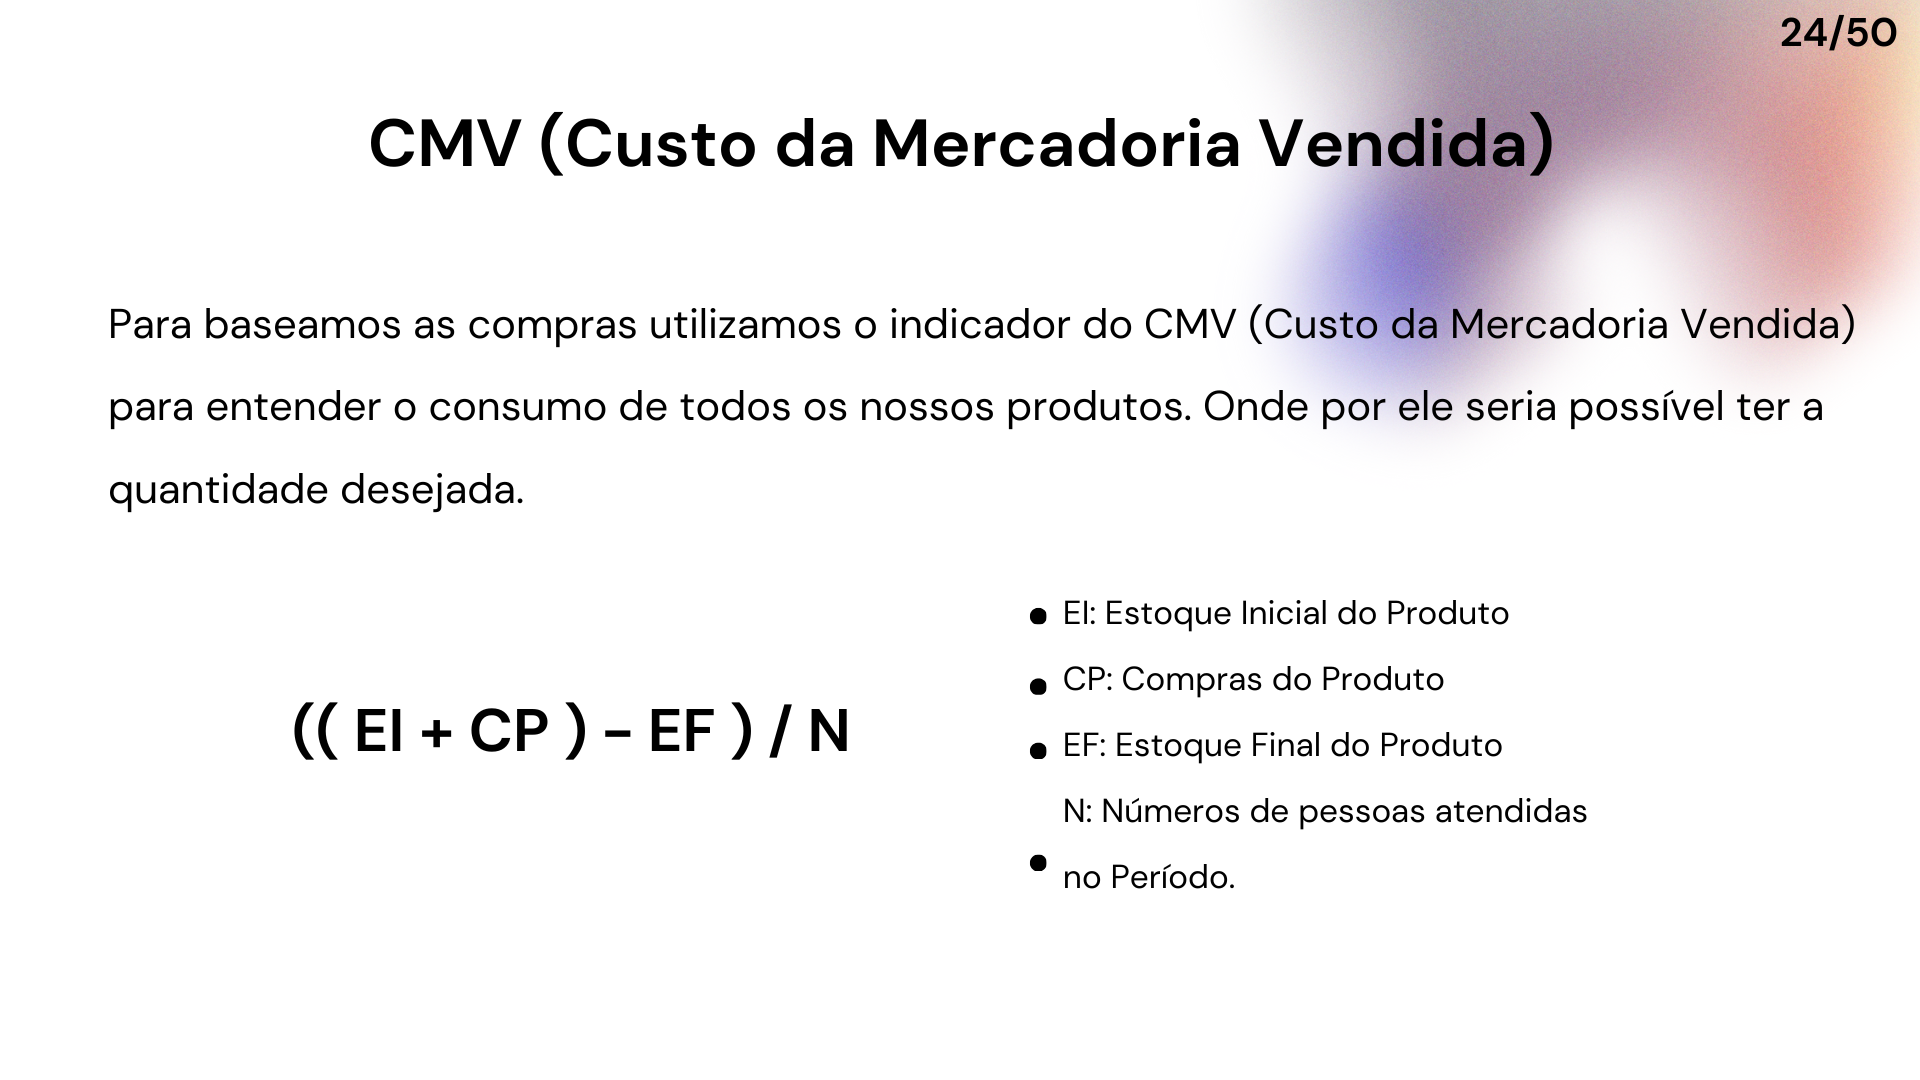 24/50
CMV (Custo da Mercadoria Vendida)
Para baseamos as compras utilizamos o indicador do CMV (Custo da Mercadoria Vendida)
para entender o consumo de todos os nossos produtos. Onde por ele seria possível ter a
quantidade desejada.
(( EI + CP ) – EF ) / N
• EI: Estoque Inicial do Produto
• CP: Compras do Produto
• EF: Estoque Final do Produto
• N: Números de pessoas atendidas
no Período.